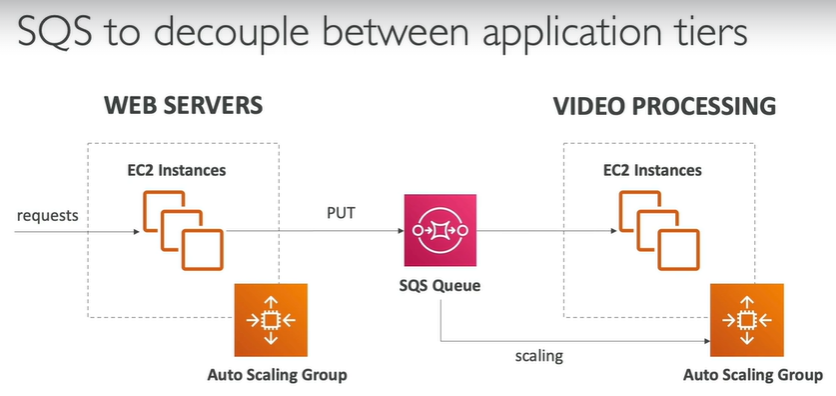 SQS to decouple between application tiers
WEB SERVERS
VIDEO PROCESSING
EC2 Instances
EC2 Instances
requests
PUT
SQS Queue
scaling
Auto Scaling Group
Auto Scaling Group